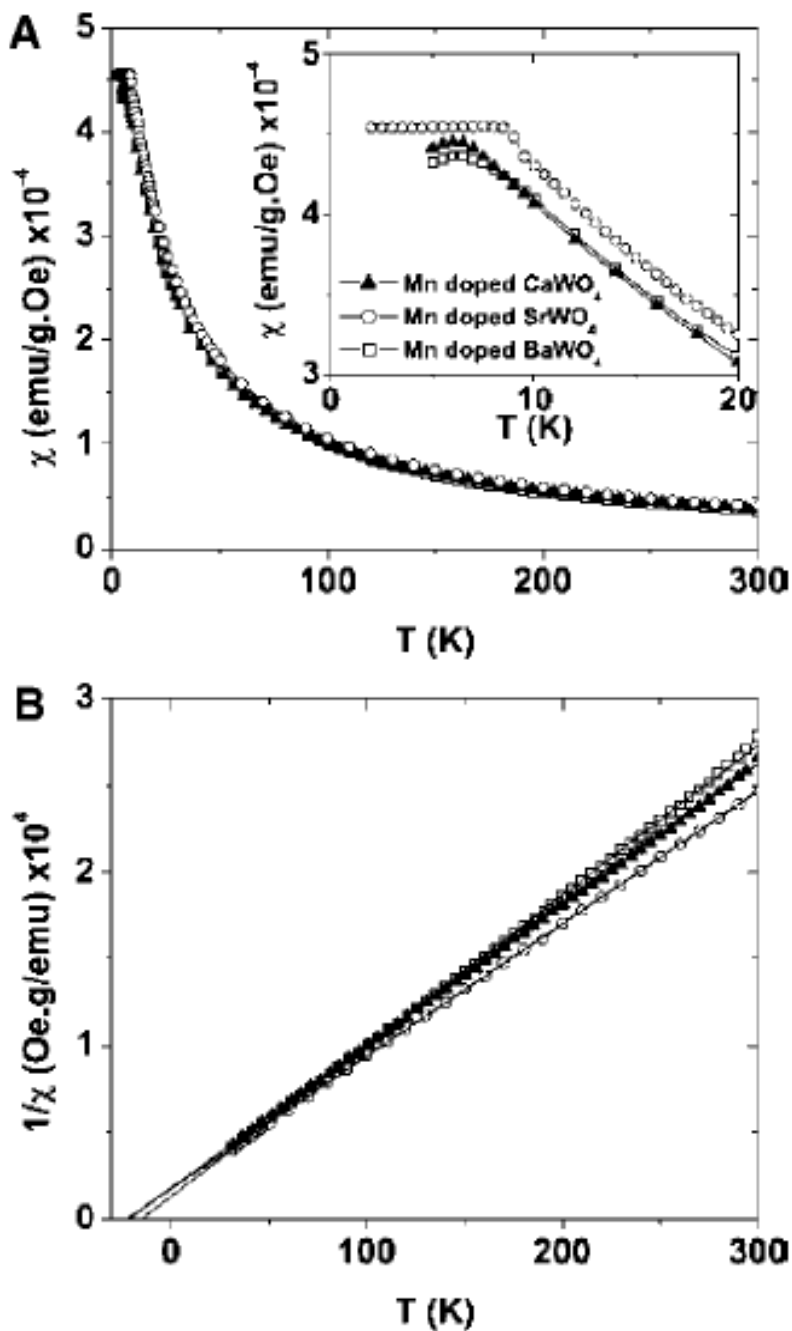 A
χ (emu/g.Oe) x10⁻⁴
5
4
3
2
1
0
0
100
200
300
T (K)
χ (emu/g.Oe) x10⁻⁴
5
4
3
Mn doped CaWO₄
Mn doped SrWO₄
Mn doped BaWO₄
0
10
20
T (K)
B
1/χ (Oe.g/emu) x10⁴
3
2
1
0
0
100
200
300
T (K)